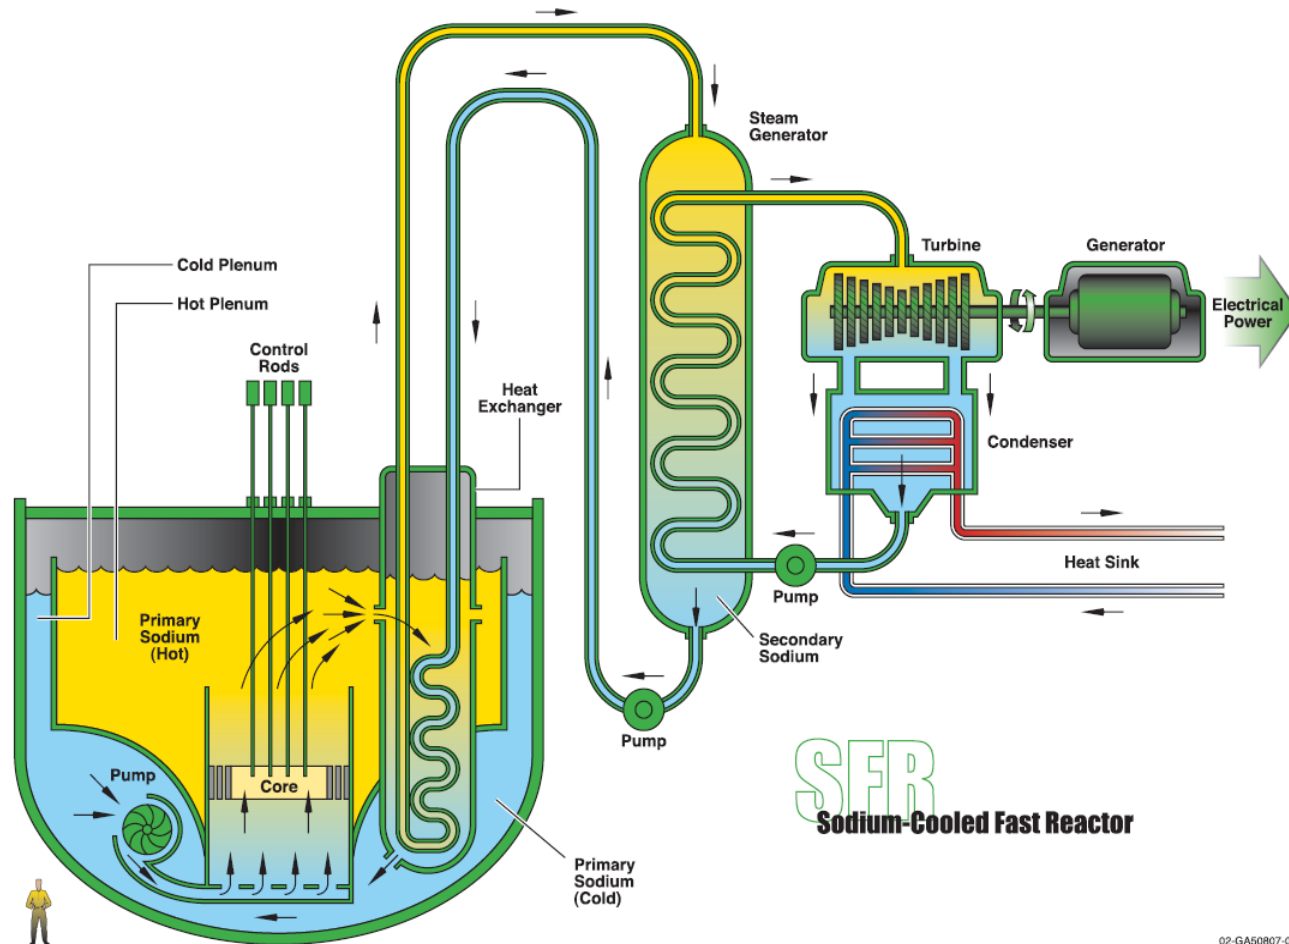 Steam
Generator
Cold Plenum
Hot Plenum
Turbine
Generator
Electrical
Power
Control
Rods
Heat
Exchanger
Condenser
Heat Sink
Pump
Primary
Sodium
(Hot)
Secondary
Sodium
Pump
Pump
Core
SFR
Sodium-Cooled Fast Reactor
Primary
Sodium
(Cold)